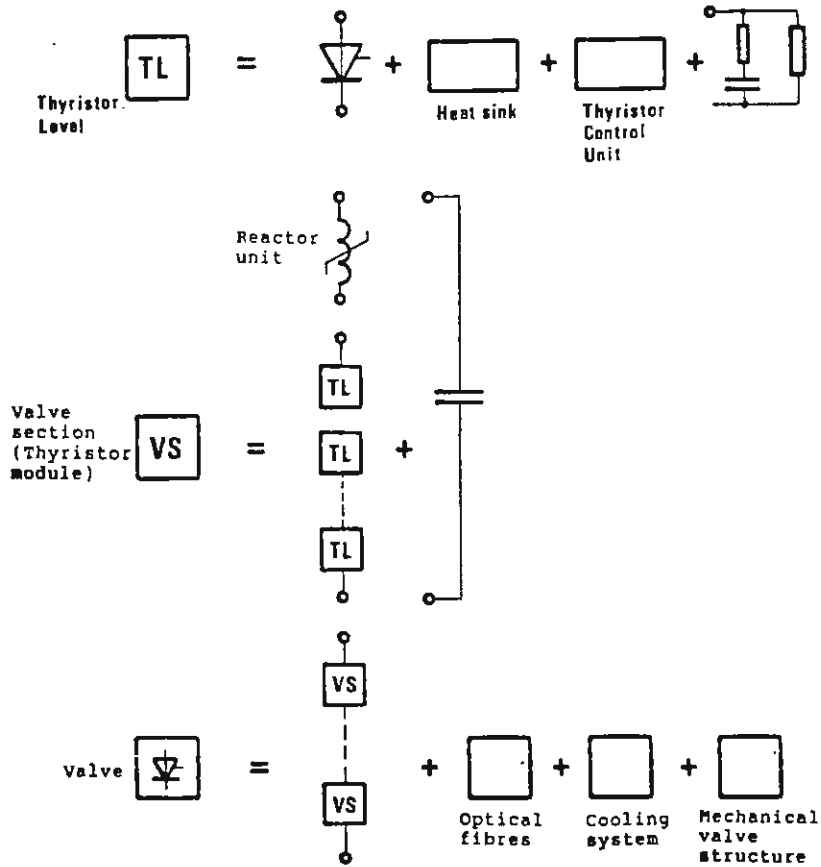 TL
=
+
+
+
Thyristor.
Level
Heat sink
Thyristor
Control
Unit
Reactor
unit
TL
Valve
section
(Thyristor
module)
VS
=
TL
+
TL
VS
Valve
=
+
+
+
VS
Optical
fibres
Cooling
system
Mechanical
valve
structure